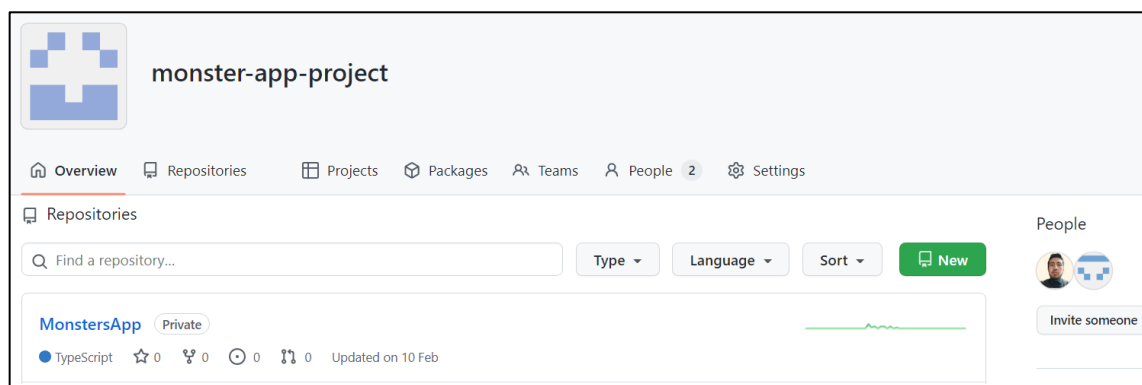 monster-app-project
Overview Repositories Projects Packages Teams People 2 Settings
Repositories
People
Find a repository... Type Language Sort New
MonstersApp Private
Invite someone
TypeScript 0 0 0 0 Updated on 10 Feb